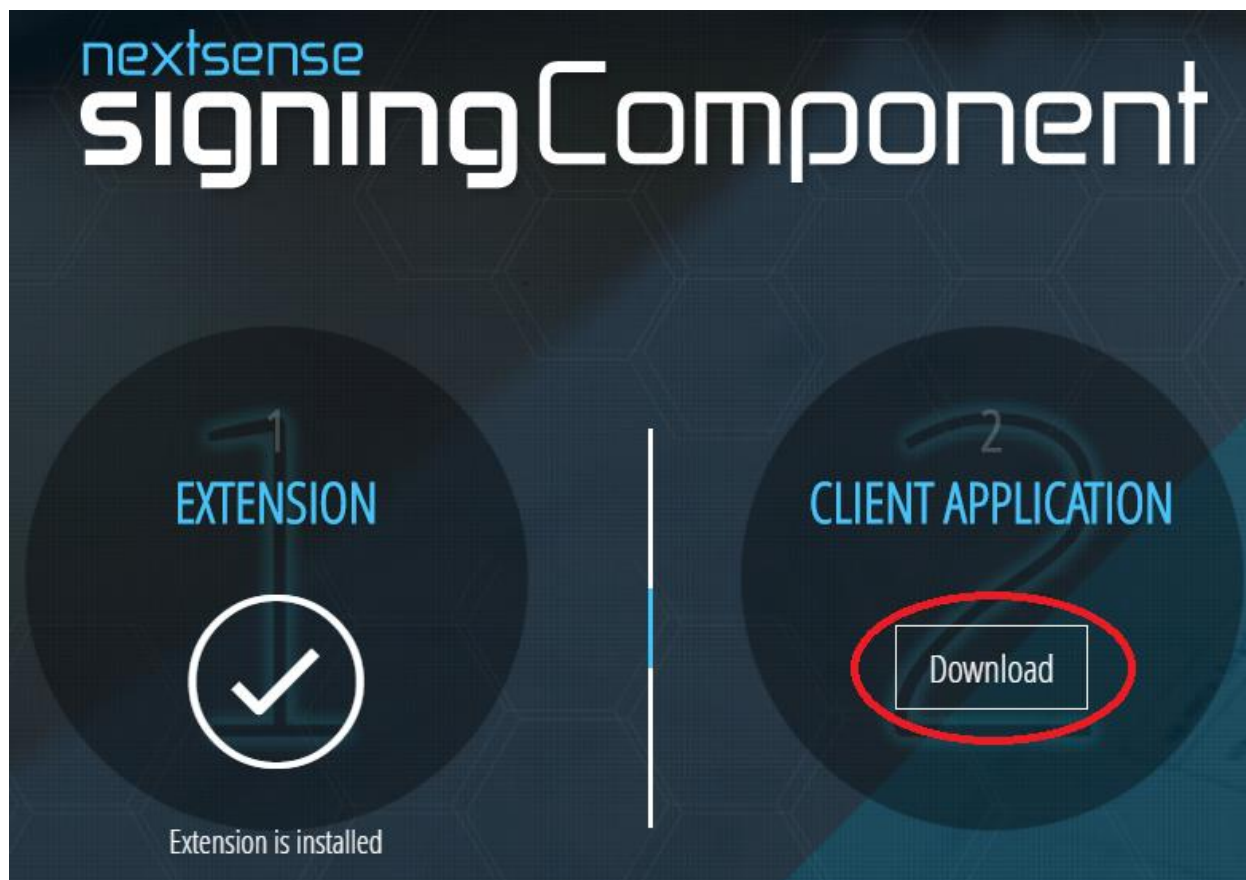 nextsense
signingComponent
1
EXTENSION
Extension is installed
2
CLIENT APPLICATION
Download